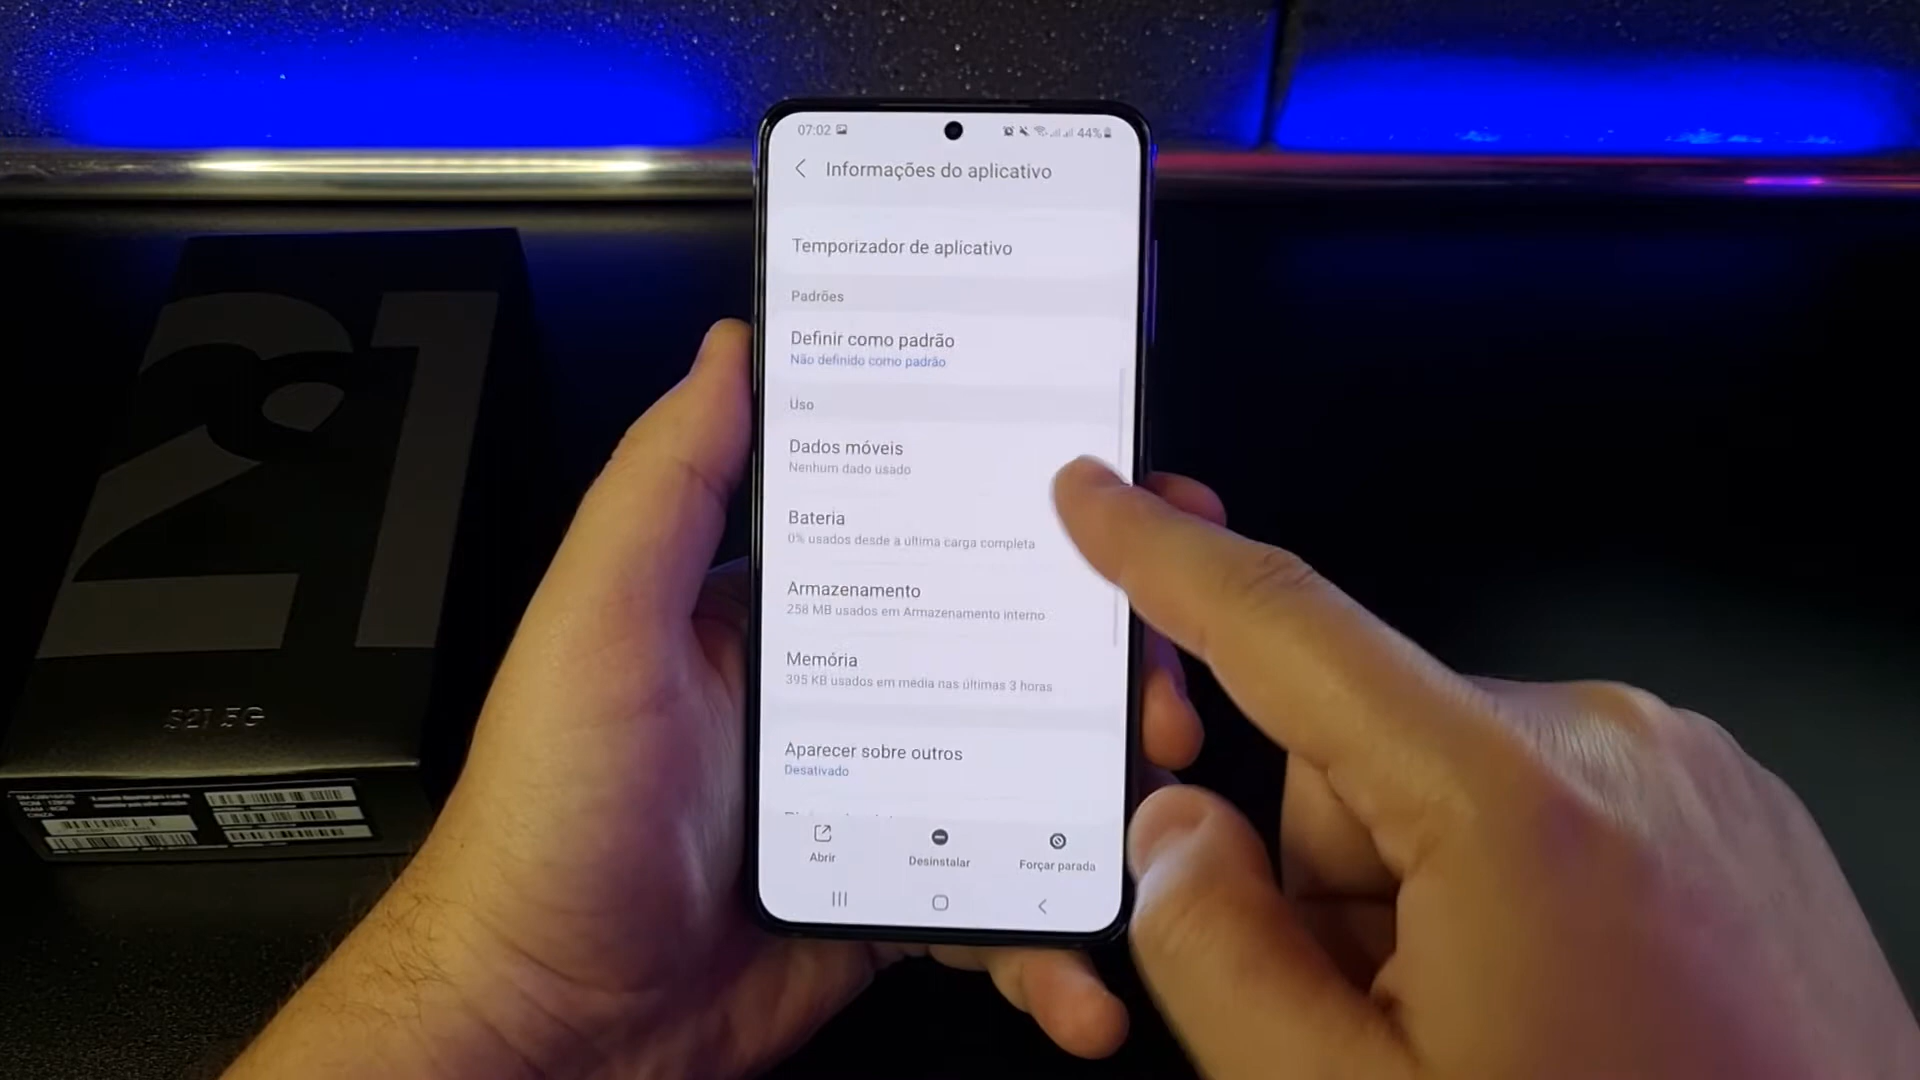 07:02
44%
Informações do aplicativo
Temporizador de aplicativo
Padrões
Definir como padrão
Não definido como padrão
Uso
Dados móveis
Nenhum dado usado
Bateria
0% usados desde a última carga completa
Armazenamento
258 MB usados em Armazenamento interno
Memória
395 KB usados em média nas últimas 3 horas
Aparecer sobre outros
Desativado
Abrir
Desinstalar
Forçar parada
21
S21 5G